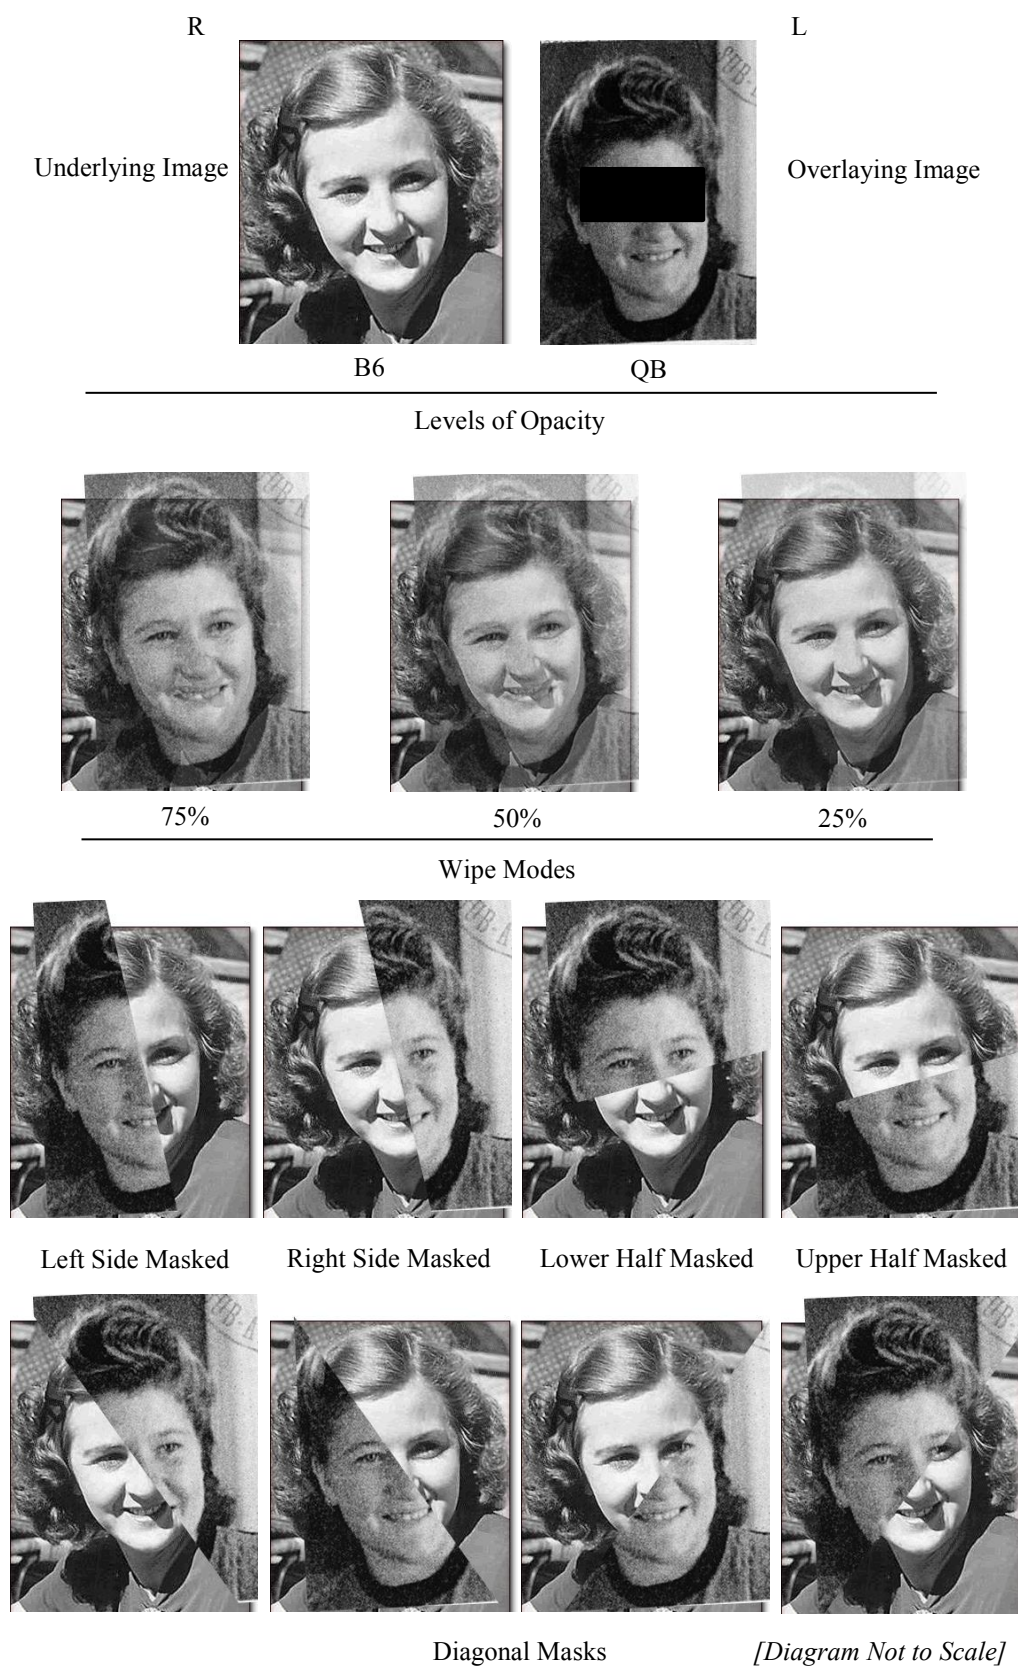 R L
Underlying Image Overlaying Image
B6 QB
Levels of Opacity
75% 50% 25%
Wipe Modes
Left Side Masked Right Side Masked Lower Half Masked Upper Half Masked
Diagonal Masks [Diagram Not to Scale]